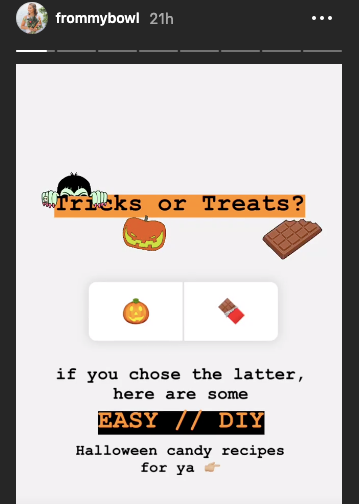 frommybowl 21h
Tricks or Treats?
if you chose the latter,
here are some
EASY // DIY
Halloween candy recipes
for ya 👉🏼